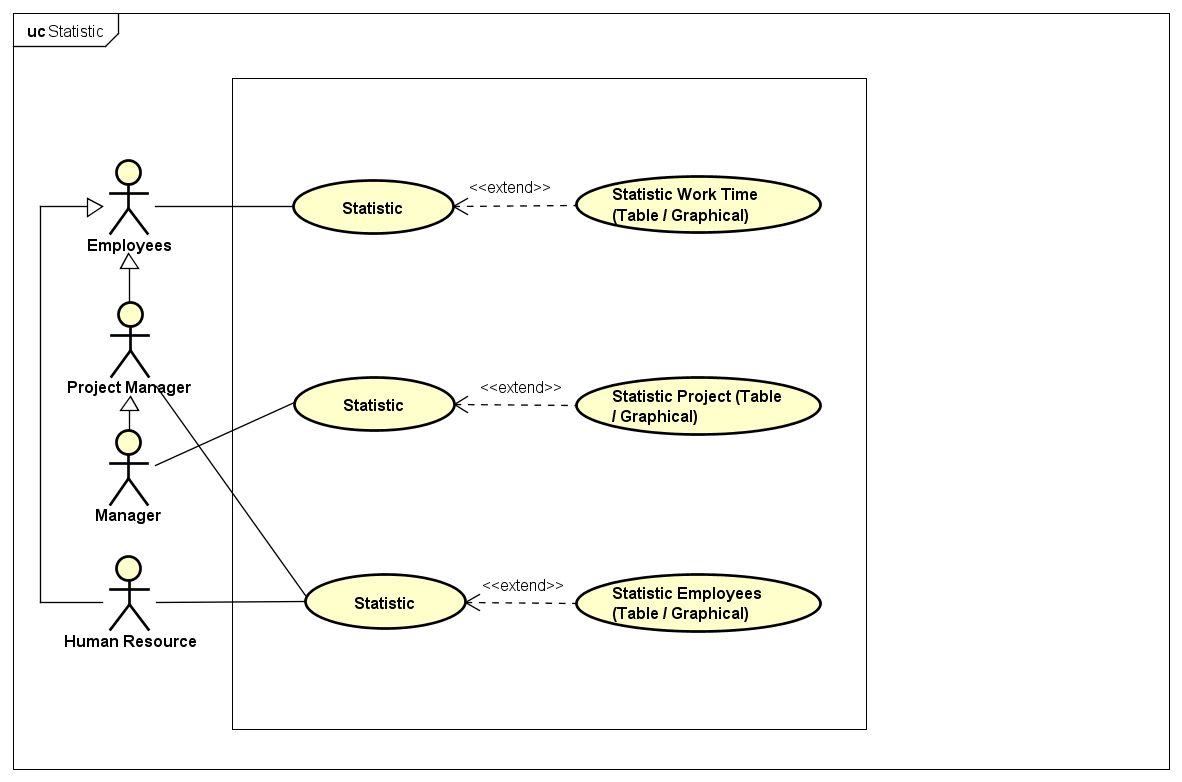 uc Statistic
<<extend>>
Statistic Work Time
(Table / Graphical)
Statistic
Employees
Project Manager
<<extend>>
Statistic Project (Table
/ Graphical)
Statistic
Manager
<<extend>>
Statistic Employees
(Table / Graphical)
Statistic
Human Resource